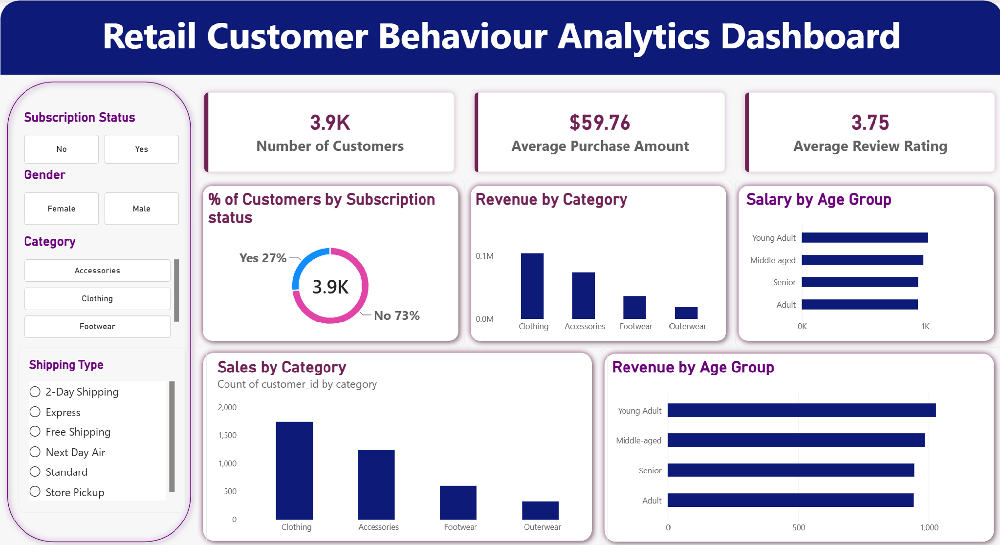 Retail Customer Behaviour Analytics Dashboard
Subscription Status
No
Yes
Gender
Female
Male
Category
Accessories
Clothing
Footwear
Shipping Type
2-Day Shipping
Express
Free Shipping
Next Day Air
Standard
Store Pickup
3.9K
Number of Customers
$59.76
Average Purchase Amount
3.75
Average Review Rating
% of Customers by Subscription
status
Yes 27%
3.9K
No 73%
Revenue by Category
0.1M
0.0M
Clothing
Accessories
Footwear
Outerwear
Salary by Age Group
Young Adult
Middle-aged
Senior
Adult
0K
1K
Sales by Category
Count of customer_id by category
2,000
1,500
1,000
500
0
Clothing
Accessories
Footwear
Outerwear
Revenue by Age Group
Young Adult
Middle-aged
Senior
Adult
0
500
1,000